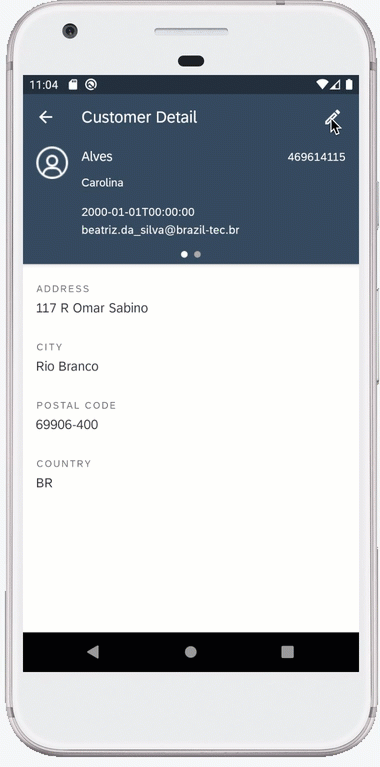 11:04
Customer Detail
Alves 469614115
Carolina
2000-01-01T00:00:00
beatriz.da_silva@brazil-tec.br
ADDRESS
117 R Omar Sabino
CITY
Rio Branco
POSTAL CODE
69906-400
COUNTRY
BR